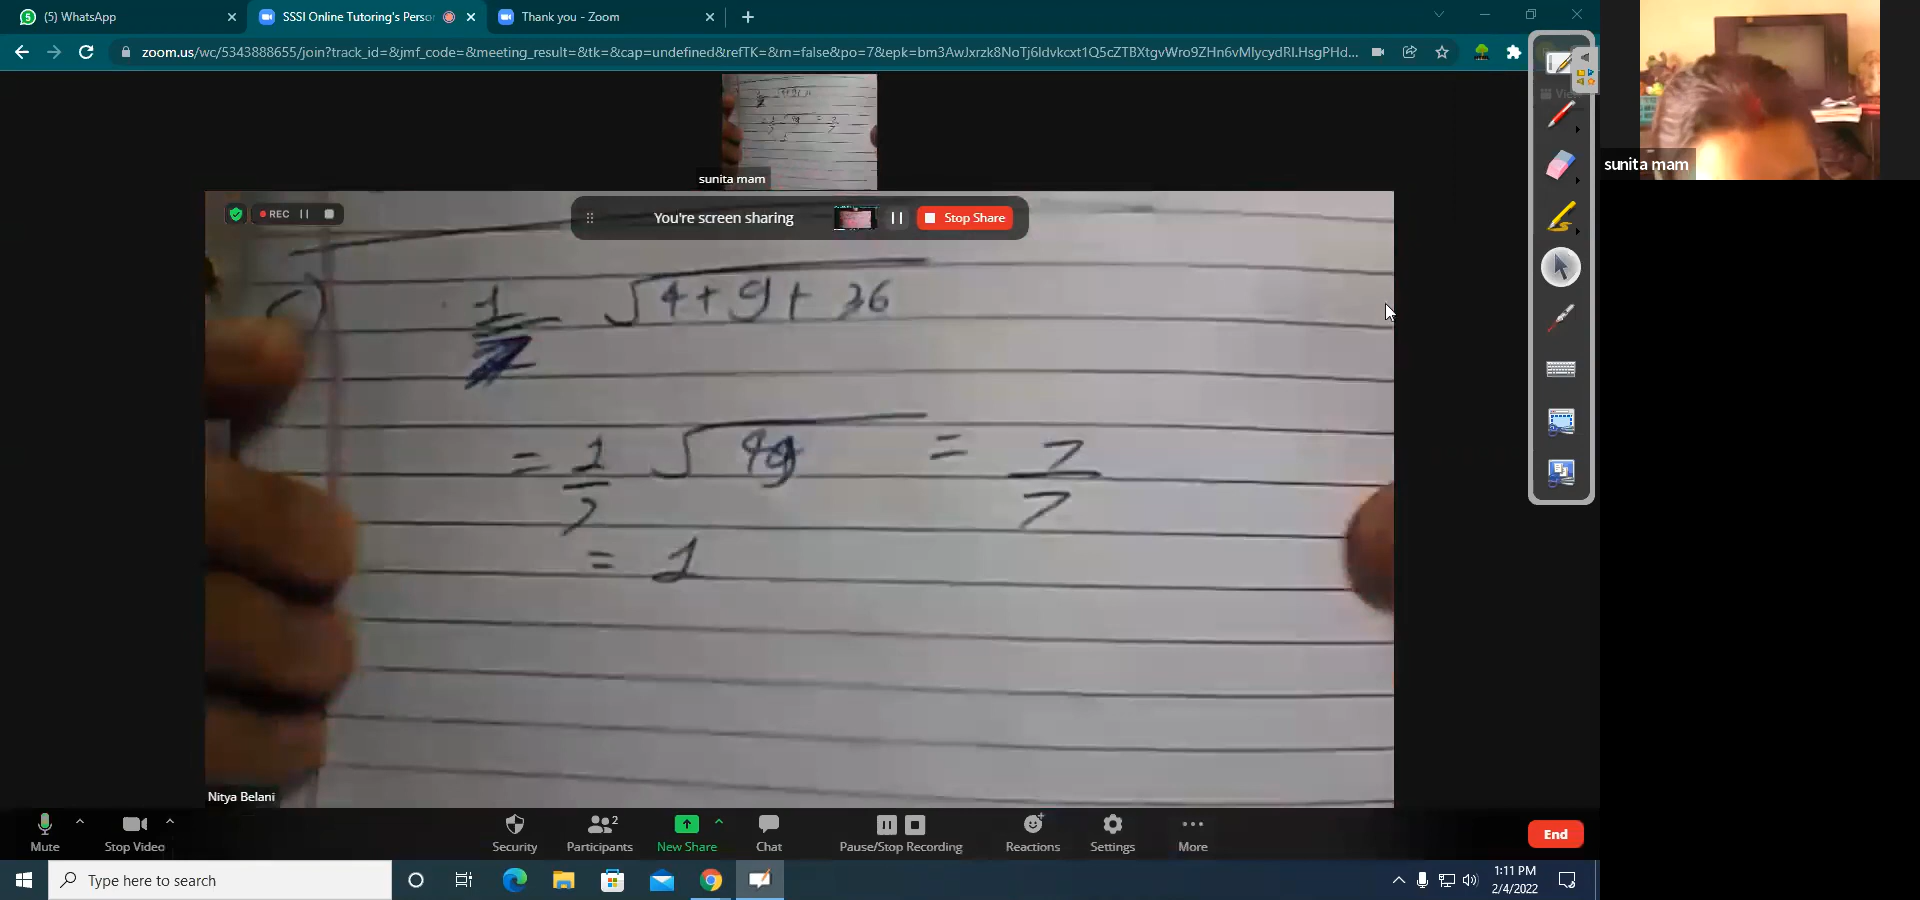 (5) WhatsApp
SSSI Online Tutoring's Perso
Thank you - Zoom
zoom.us/wc/5343888655/join?track_id=&jmf_code=&meeting_result=&tk=&cap=undefined&refTK=&rn=false&po=7&epk=bm3AwJxrzk8NoTj6ldvkcxt1Q5cZTBXtgvWro9ZHn6vMlycydRI.HsgPHd...
sunita mam
sunita mam
REC
You're screen sharing
Stop Share
√4+9+36
= 1/7 √49 = 7/7
= 1
Nitya Belani
Mute
Stop Video
Security
Participants 2
New Share
Chat
Pause/Stop Recording
Reactions
Settings
More
End
Type here to search
1:11 PM
2/4/2022